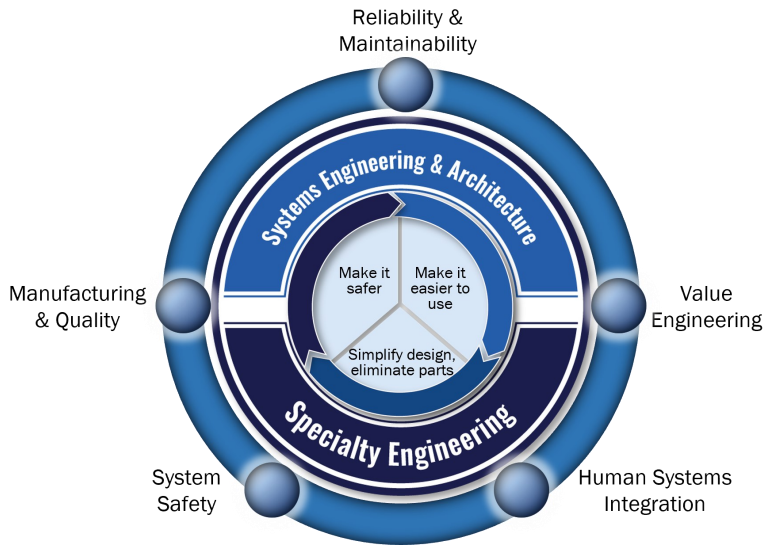 Reliability &
Maintainability
Systems Engineering & Architecture
Make it
safer
Make it
easier to
use
Manufacturing
& Quality
Value
Engineering
Simplify design,
eliminate parts
Specialty Engineering
System
Safety
Human Systems
Integration